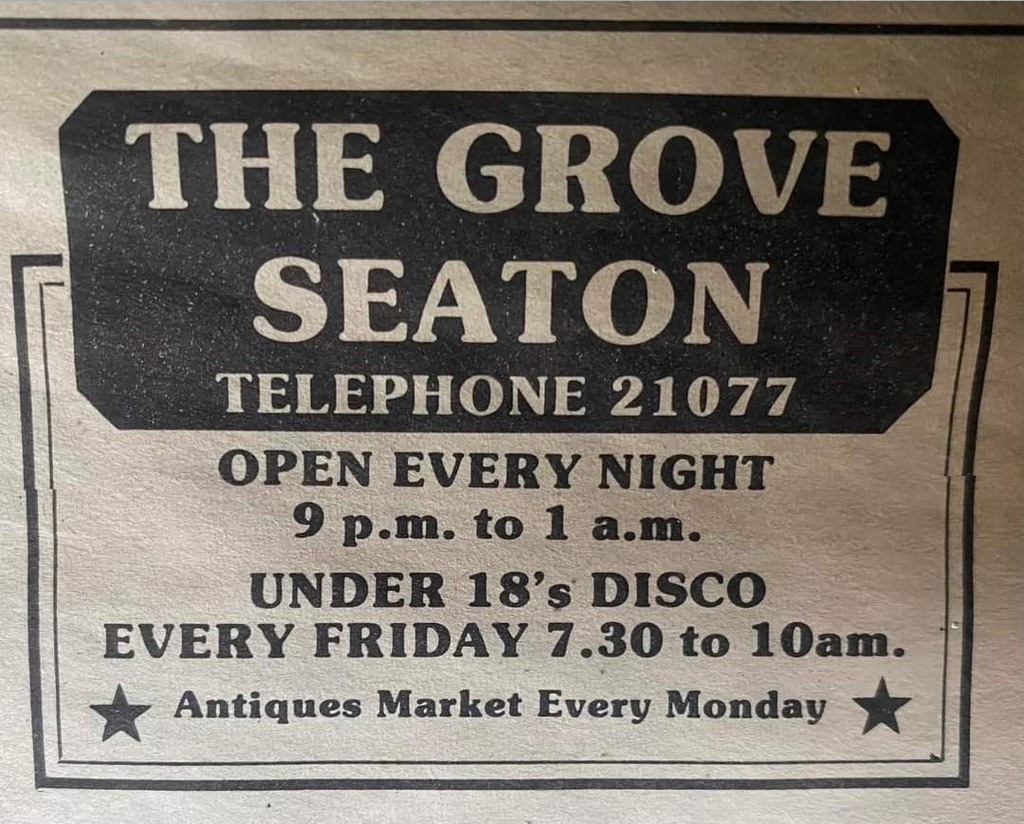 THE GROVE
SEATON
TELEPHONE 21077
OPEN EVERY NIGHT
9 p.m. to 1 a.m.
UNDER 18's DISCO
EVERY FRIDAY 7.30 to 10am.
Antiques Market Every Monday